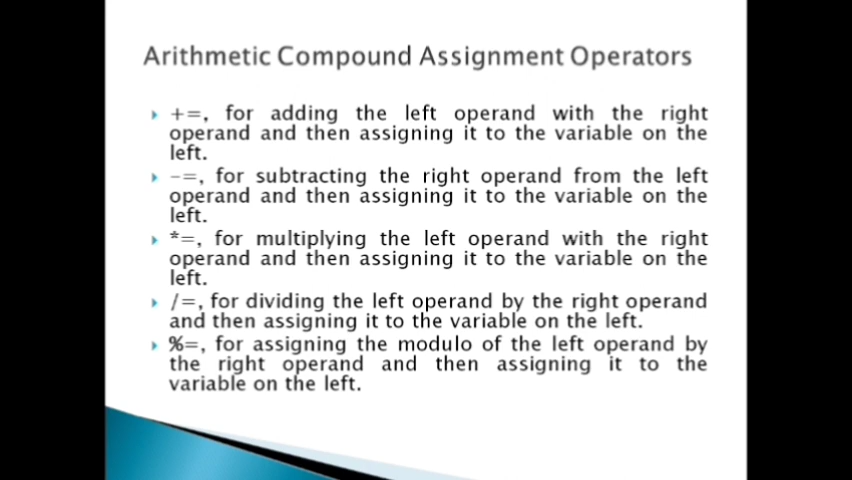 Arithmetic Compound Assignment Operators
+=, for adding the left operand with the right
operand and then assigning it to the variable on the
left.
-=, for subtracting the right operand from the left
operand and then assigning it to the variable on the
left.
*=, for multiplying the left operand with the right
operand and then assigning it to the variable on the
left.
/=, for dividing the left operand by the right operand
and then assigning it to the variable on the left.
%=, for assigning the modulo of the left operand by
the right operand and then assigning it to the
variable on the left.